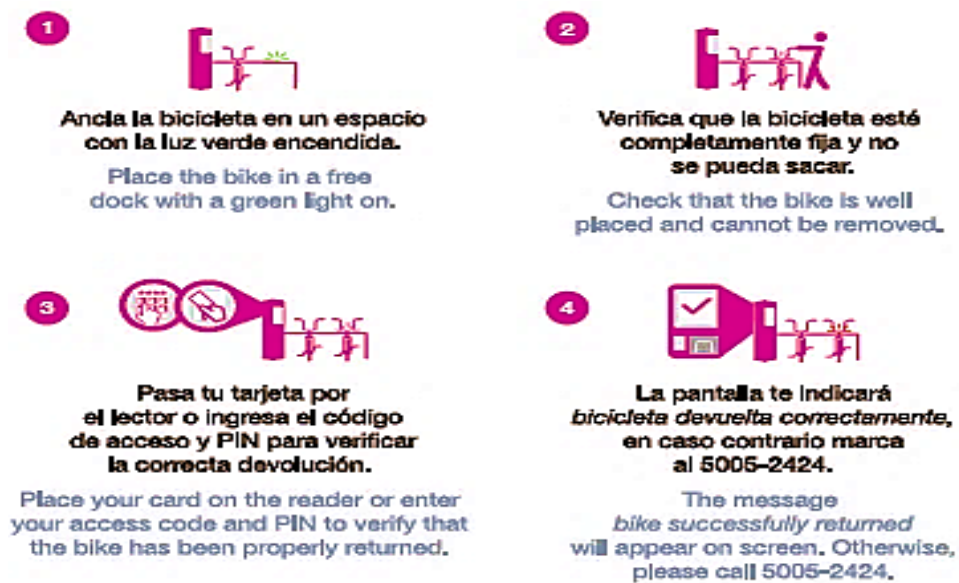 1
Ancla la bicicleta en un espacio
con la luz verde encendida.
Place the bike in a free
dock with a green light on.
2
Verifica que la bicicleta esté
completamente fija y no
se pueda sacar.
Check that the bike is well
placed and cannot be removed.
3
Pasa tu tarjeta por
el lector o ingresa el código
de acceso y PIN para verificar
la correcta devolución.
Place your card on the reader or enter
your access code and PIN to verify that
the bike has been properly returned.
4
La pantalla te indicará
bicicleta devuelta correctamente,
en caso contrario marca
al 5005-2424.
The message
bike successfully returned
will appear on screen. Otherwise,
please call 5005-2424.